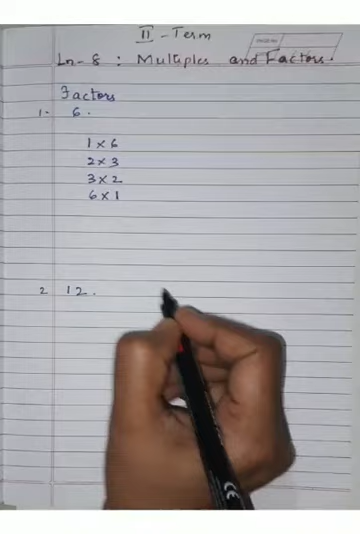 II - Term
Ln - 8 : Multiples and Factors.
Factors
1. 6.
1 x 6
2 x 3
3 x 2
6 x 1
2. 12.